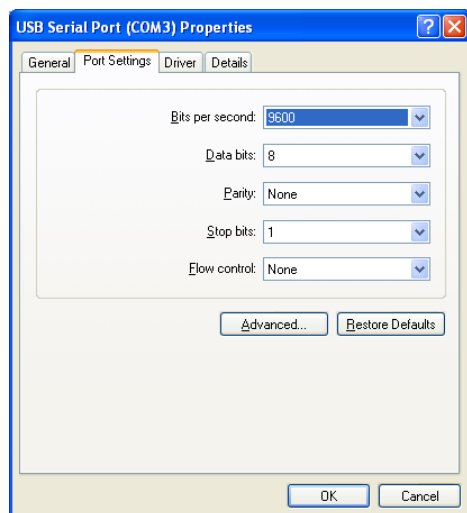 USB Serial Port (COM3) Properties
General Port Settings Driver Details
Bits per second: 9600
Data bits: 8
Parity: None
Stop bits: 1
Flow control: None
Advanced... Restore Defaults
OK Cancel